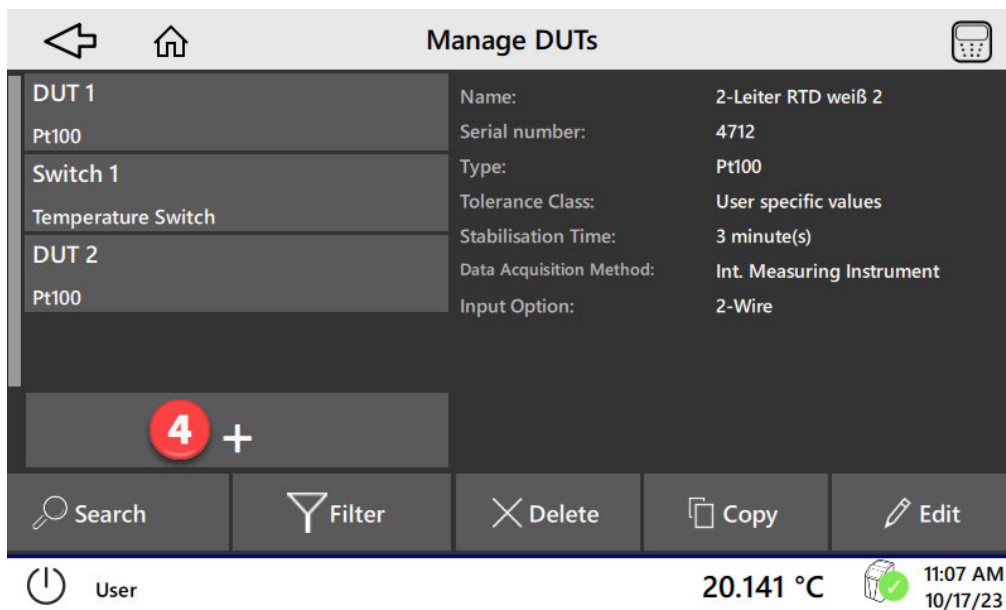 Manage DUTs
DUT 1
Pt100
Switch 1
Temperature Switch
DUT 2
Pt100
4 +
Name: 2-Leiter RTD weiß 2
Serial number: 4712
Type: Pt100
Tolerance Class: User specific values
Stabilisation Time: 3 minute(s)
Data Acquisition Method: Int. Measuring Instrument
Input Option: 2-Wire
Search Filter Delete Copy Edit
User 20.141 °C 11:07 AM
10/17/23